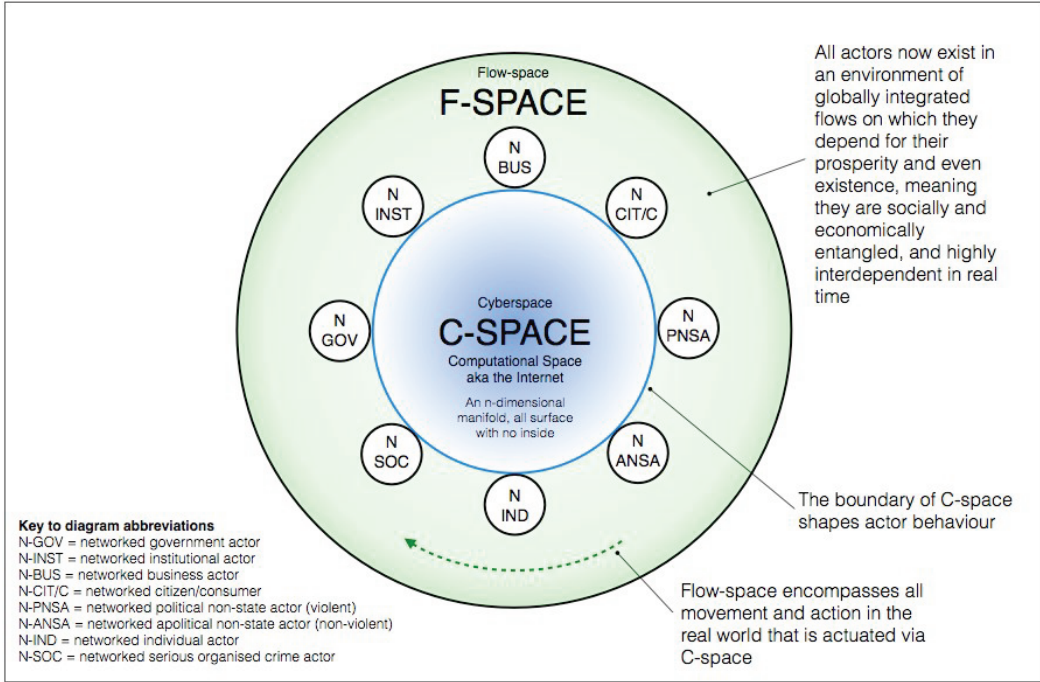 Flow-space
F-SPACE
N
BUS
N
INST
N
CIT/C
N
GOV
N
PNSA
N
SOC
N
ANSA
N
IND
Cyberspace
C-SPACE
Computational Space
aka the Internet
An n-dimensional
manifold, all surface
with no inside
All actors now exist in
an environment of
globally integrated
flows on which they
depend for their
prosperity and even
existence, meaning
they are socially and
economically
entangled, and highly
interdependent in real
time
The boundary of C-space
shapes actor behaviour
Flow-space encompasses all
movement and action in the
real world that is actuated via
C-space
Key to diagram abbreviations
N-GOV = networked government actor
N-INST = networked institutional actor
N-BUS = networked business actor
N-CIT/C = networked citizen/consumer
N-PNSA = networked political non-state actor (violent)
N-ANSA = networked apolitical non-state actor (non-violent)
N-IND = networked individual actor
N-SOC = networked serious organised crime actor